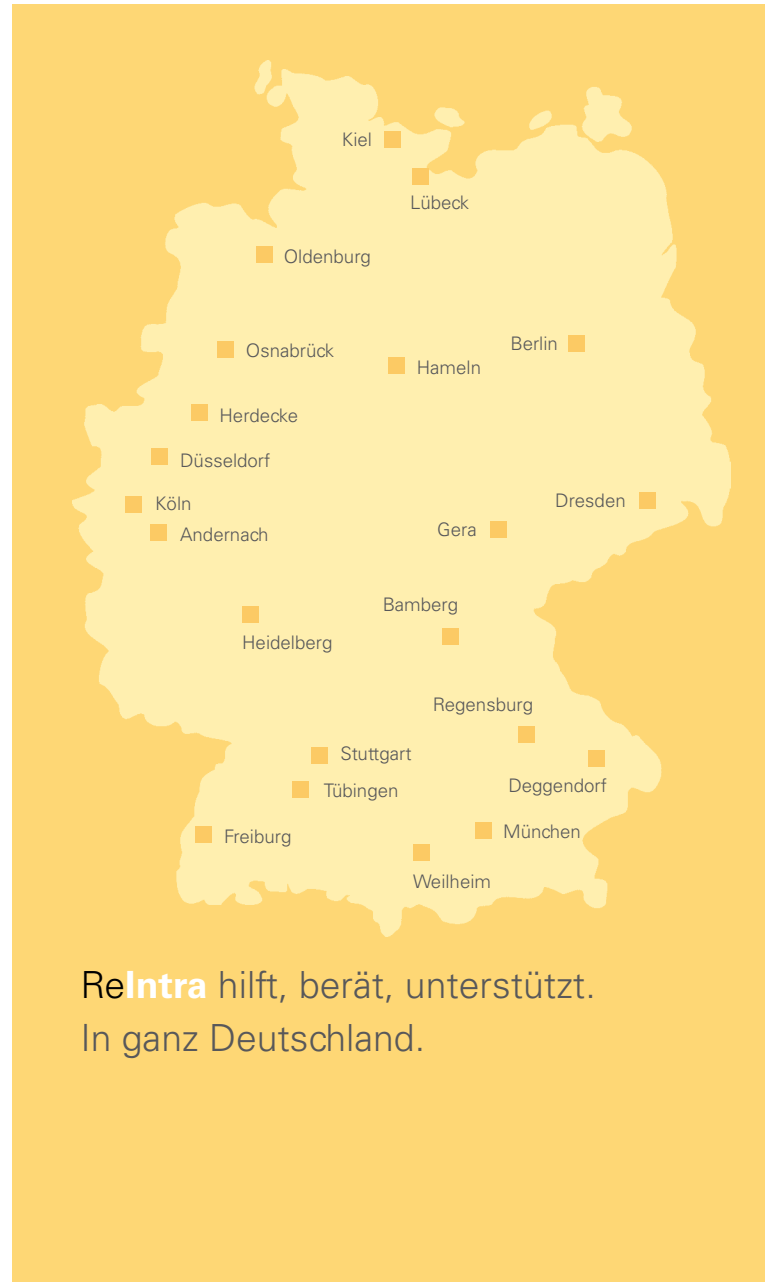 Kiel
Lübeck
Oldenburg
Berlin
Osnabrück
Hameln
Herdecke
Düsseldorf
Dresden
Köln
Gera
Andernach
Bamberg
Heidelberg
Regensburg
Stuttgart
Deggendorf
Tübingen
München
Freiburg
Weilheim
ReIntra hilft, berät, unterstützt.
In ganz Deutschland.